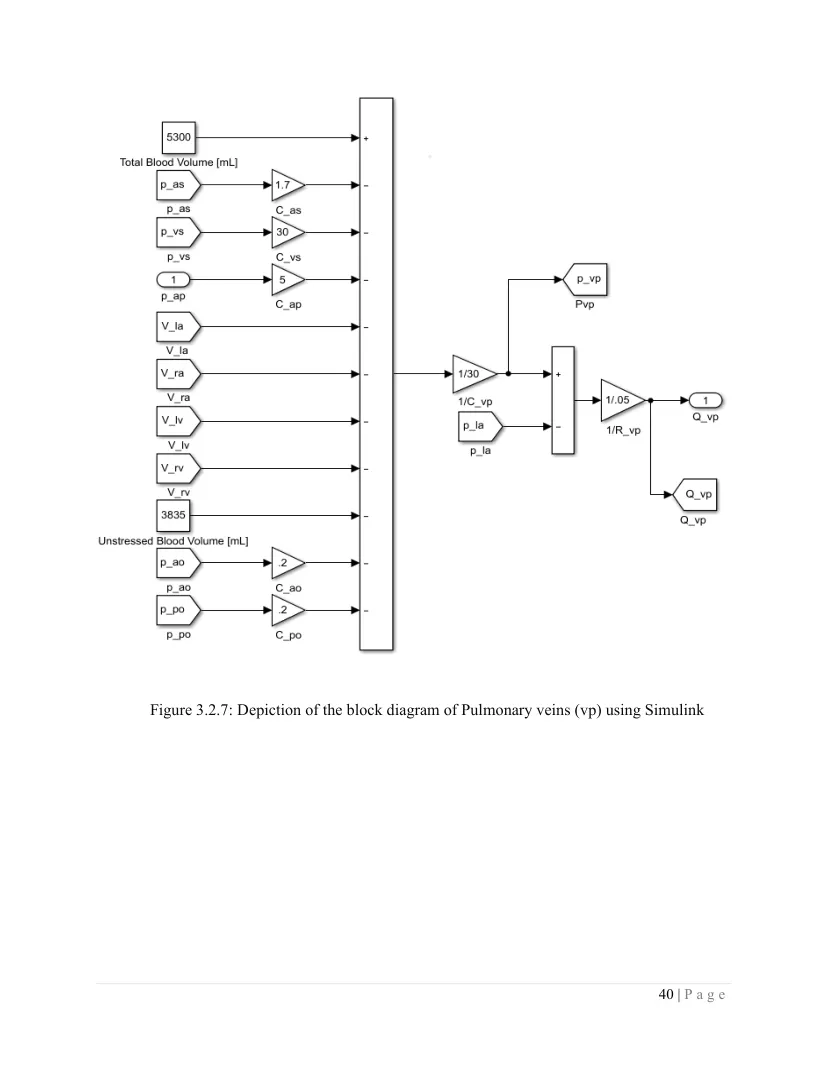 5300
+
Total Blood Volume [mL]
p_as
1.7
−
p_as
C_as
p_vs
30
−
p_vs
C_vs
1
5
−
p_ap
C_ap
p_vp
Pvp
V_la
−
V_la
V_ra
−
1/30
+
V_ra
1/C_vp
1/.05
1
1/R_vp
Q_vp
V_lv
−
p_la
−
V_lv
p_la
V_rv
−
V_rv
Q_vp
Q_vp
3835
−
Unstressed Blood Volume [mL]
p_ao
.2
−
p_ao
C_ao
p_po
.2
−
p_po
C_po
Figure 3.2.7: Depiction of the block diagram of Pulmonary veins (vp) using Simulink
40 | P a g e